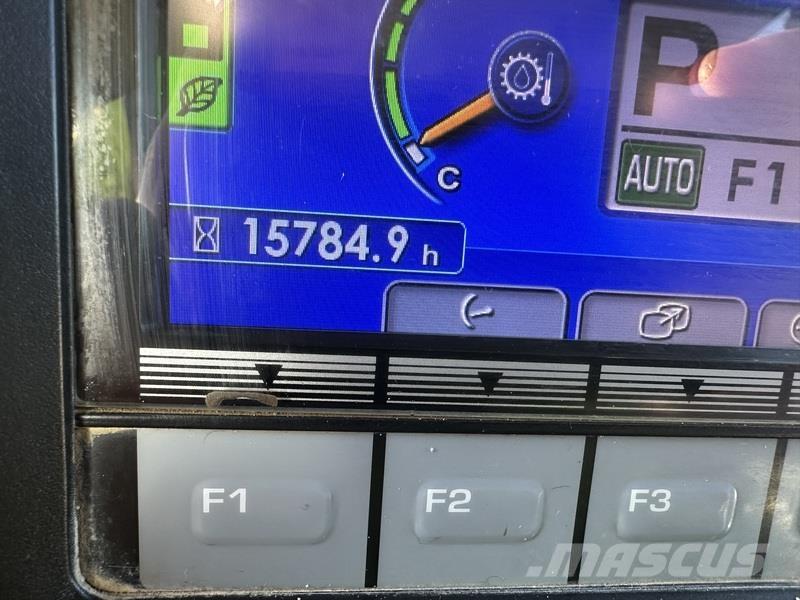 P
AUTO F1
C
15784.9 h
F1 F2 F3
MASCUS